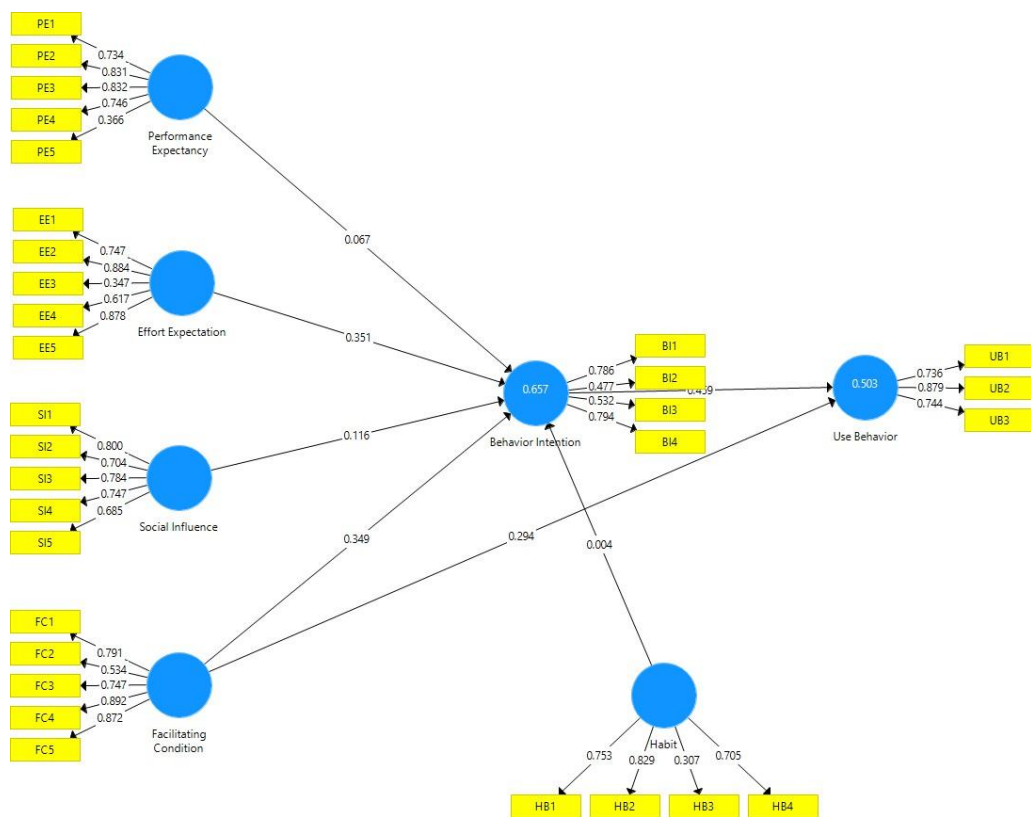 PE1
0.734
PE2
0.831
PE3
0.832
PE4
0.746
PE5
0.366
Performance
Expectancy
0.067
EE1
0.747
EE2
0.884
EE3
0.347
EE4
0.617
EE5
0.878
Effort Expectation
0.351
SI1
0.800
SI2
0.704
SI3
0.784
SI4
0.747
SI5
0.685
Social Influence
0.116
FC1
0.791
FC2
0.534
FC3
0.747
FC4
0.892
FC5
0.872
Facilitating
Condition
0.349
0.294
0.657
Behavior Intention
BI1
0.786
BI2
0.477
BI3
0.532
BI4
0.794
0.503
Use Behavior
UB1
0.736
UB2
0.879
UB3
0.744
0.004
Habit
0.753
0.829
0.307
0.705
HB1
HB2
HB3
HB4